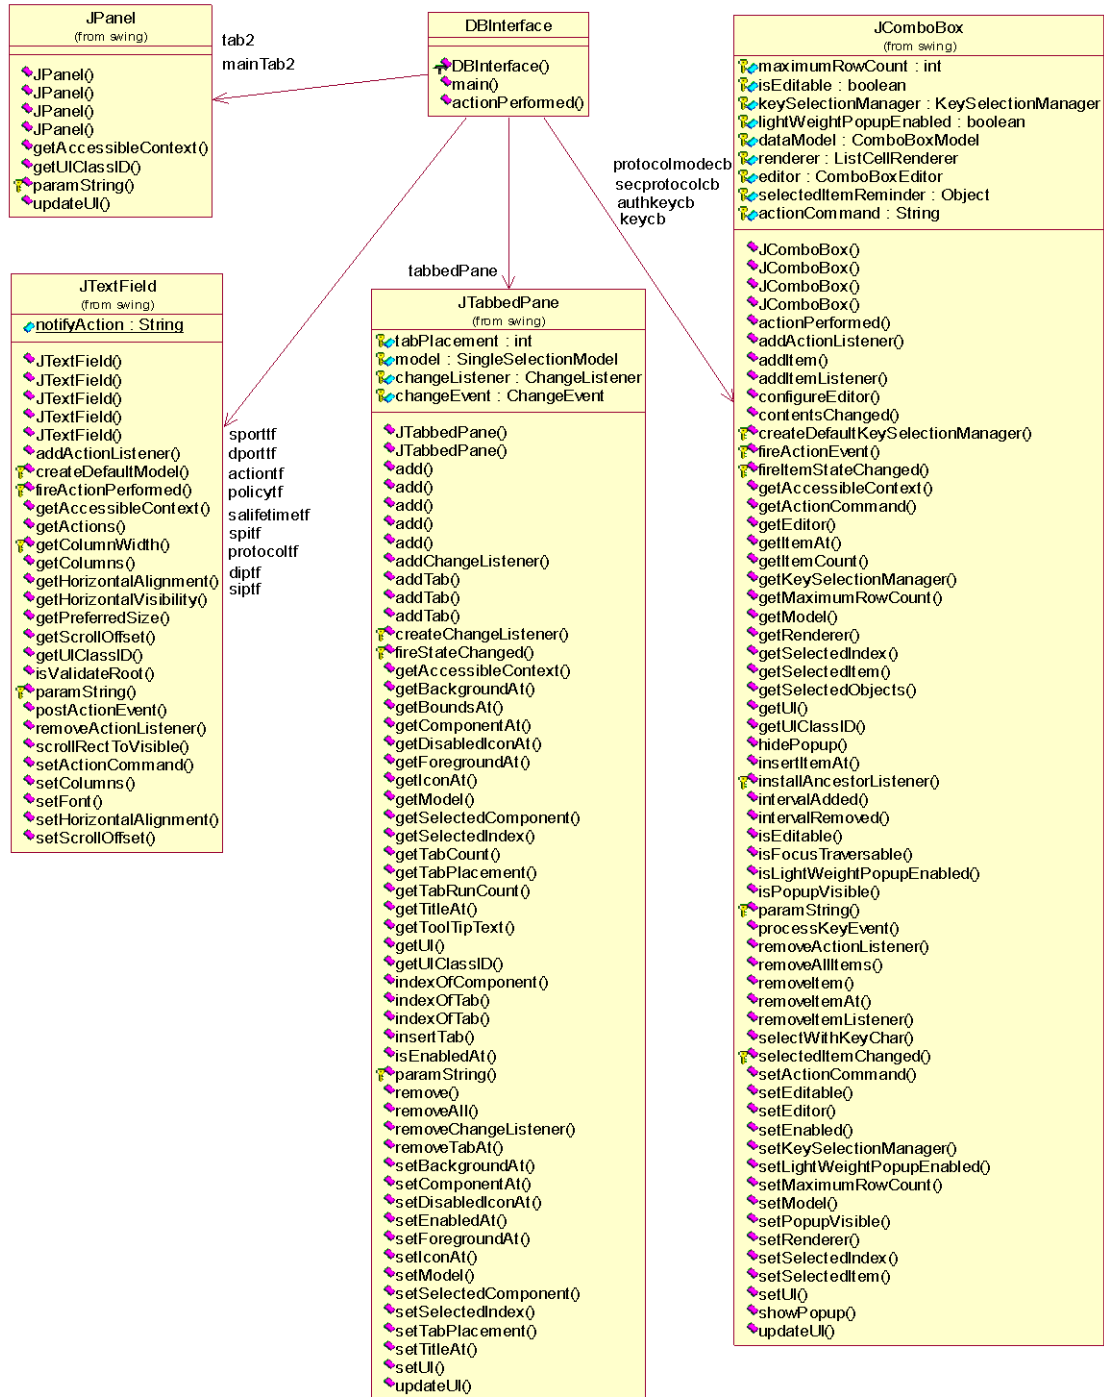 JPanel
(from swing)
JPanel()
JPanel()
JPanel()
JPanel()
getAccessibleContext()
getUIClassID()
paramString()
updateUI()
tab2
mainTab2
DBInterface
DBInterface()
main()
actionPerformed()
JComboBox
(from swing)
maximumRowCount : int
isEditable : boolean
keySelectionManager : KeySelectionManager
lightWeightPopupEnabled : boolean
dataModel : ComboBoxModel
renderer : ListCellRenderer
editor : ComboBoxEditor
selectedItemReminder : Object
actionCommand : String
JComboBox()
JComboBox()
JComboBox()
JComboBox()
actionPerformed()
addActionListener()
addItem()
addItemListener()
configureEditor()
contentsChanged()
createDefaultKeySelectionManager()
fireActionEvent()
fireItemStateChanged()
getAccessibleContext()
getActionCommand()
getEditor()
getItemAt()
getItemCount()
getKeySelectionManager()
getMaximumRowCount()
getModel()
getRenderer()
getSelectedIndex()
getSelectedItem()
getSelectedObjects()
getUI()
getUIClassID()
hidePopup()
insertItemAt()
installAncestorListener()
intervalAdded()
intervalRemoved()
isEditable()
isFocusTraversable()
isLightWeightPopupEnabled()
isPopupVisible()
paramString()
processKeyEvent()
removeActionListener()
removeAllItems()
removeItem()
removeItemAt()
removeItemListener()
selectWithKeyChar()
selectedItemChanged()
setActionCommand()
setEditable()
setEditor()
setEnabled()
setKeySelectionManager()
setLightWeightPopupEnabled()
setMaximumRowCount()
setModel()
setPopupVisible()
setRenderer()
setSelectedIndex()
setSelectedItem()
setUI()
showPopup()
updateUI()
protocolmodecb
secprotocolcb
authkeycb
keycb
tabbedPane
JTextField
(from swing)
notifyAction : String
JTextField()
JTextField()
JTextField()
JTextField()
JTextField()
addActionListener()
createDefaultModel()
fireActionPerformed()
getAccessibleContext()
getActions()
getColumnWidth()
getColumns()
getHorizontalAlignment()
getHorizontalVisibility()
getPreferredSize()
getScrollOffset()
getUIClassID()
isValidateRoot()
paramString()
postActionEvent()
removeActionListener()
scrollRectToVisible()
setActionCommand()
setColumns()
setFont()
setHorizontalAlignment()
setScrollOffset()
sporttf
dporttf
actiontf
policytf
salifetimetf
spitf
protocoltf
diptf
siptf
JTabbedPane
(from swing)
tabPlacement : int
model : SingleSelectionModel
changeListener : ChangeListener
changeEvent : ChangeEvent
JTabbedPane()
JTabbedPane()
add()
add()
add()
add()
add()
addChangeListener()
addTab()
addTab()
addTab()
createChangeListener()
fireStateChanged()
getAccessibleContext()
getBackgroundAt()
getBoundsAt()
getComponentAt()
getDisabledIconAt()
getForegroundAt()
getIconAt()
getModel()
getSelectedComponent()
getSelectedIndex()
getTabCount()
getTabPlacement()
getTabRunCount()
getTitleAt()
getToolTipText()
getUI()
getUIClassID()
indexOfComponent()
indexOfTab()
indexOfTab()
insertTab()
isEnabledAt()
paramString()
remove()
removeAll()
removeChangeListener()
removeTabAt()
setBackgroundAt()
setComponentAt()
setDisabledIconAt()
setEnabledAt()
setForegroundAt()
setIconAt()
setModel()
setSelectedComponent()
setSelectedIndex()
setTabPlacement()
setTitleAt()
setUI()
updateUI()